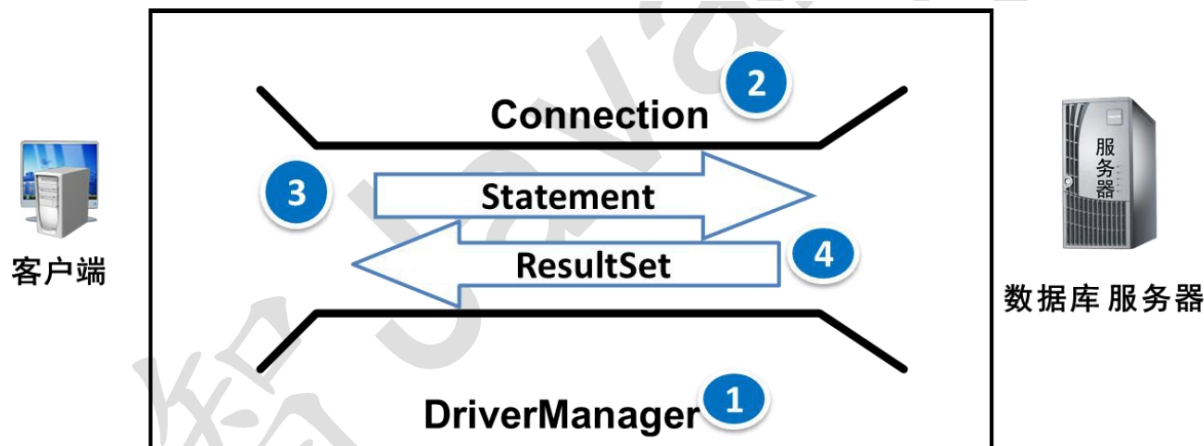 Connection
2
服务器
3
Statement
ResultSet
4
客户端
数据库 服务器
DriverManager
1